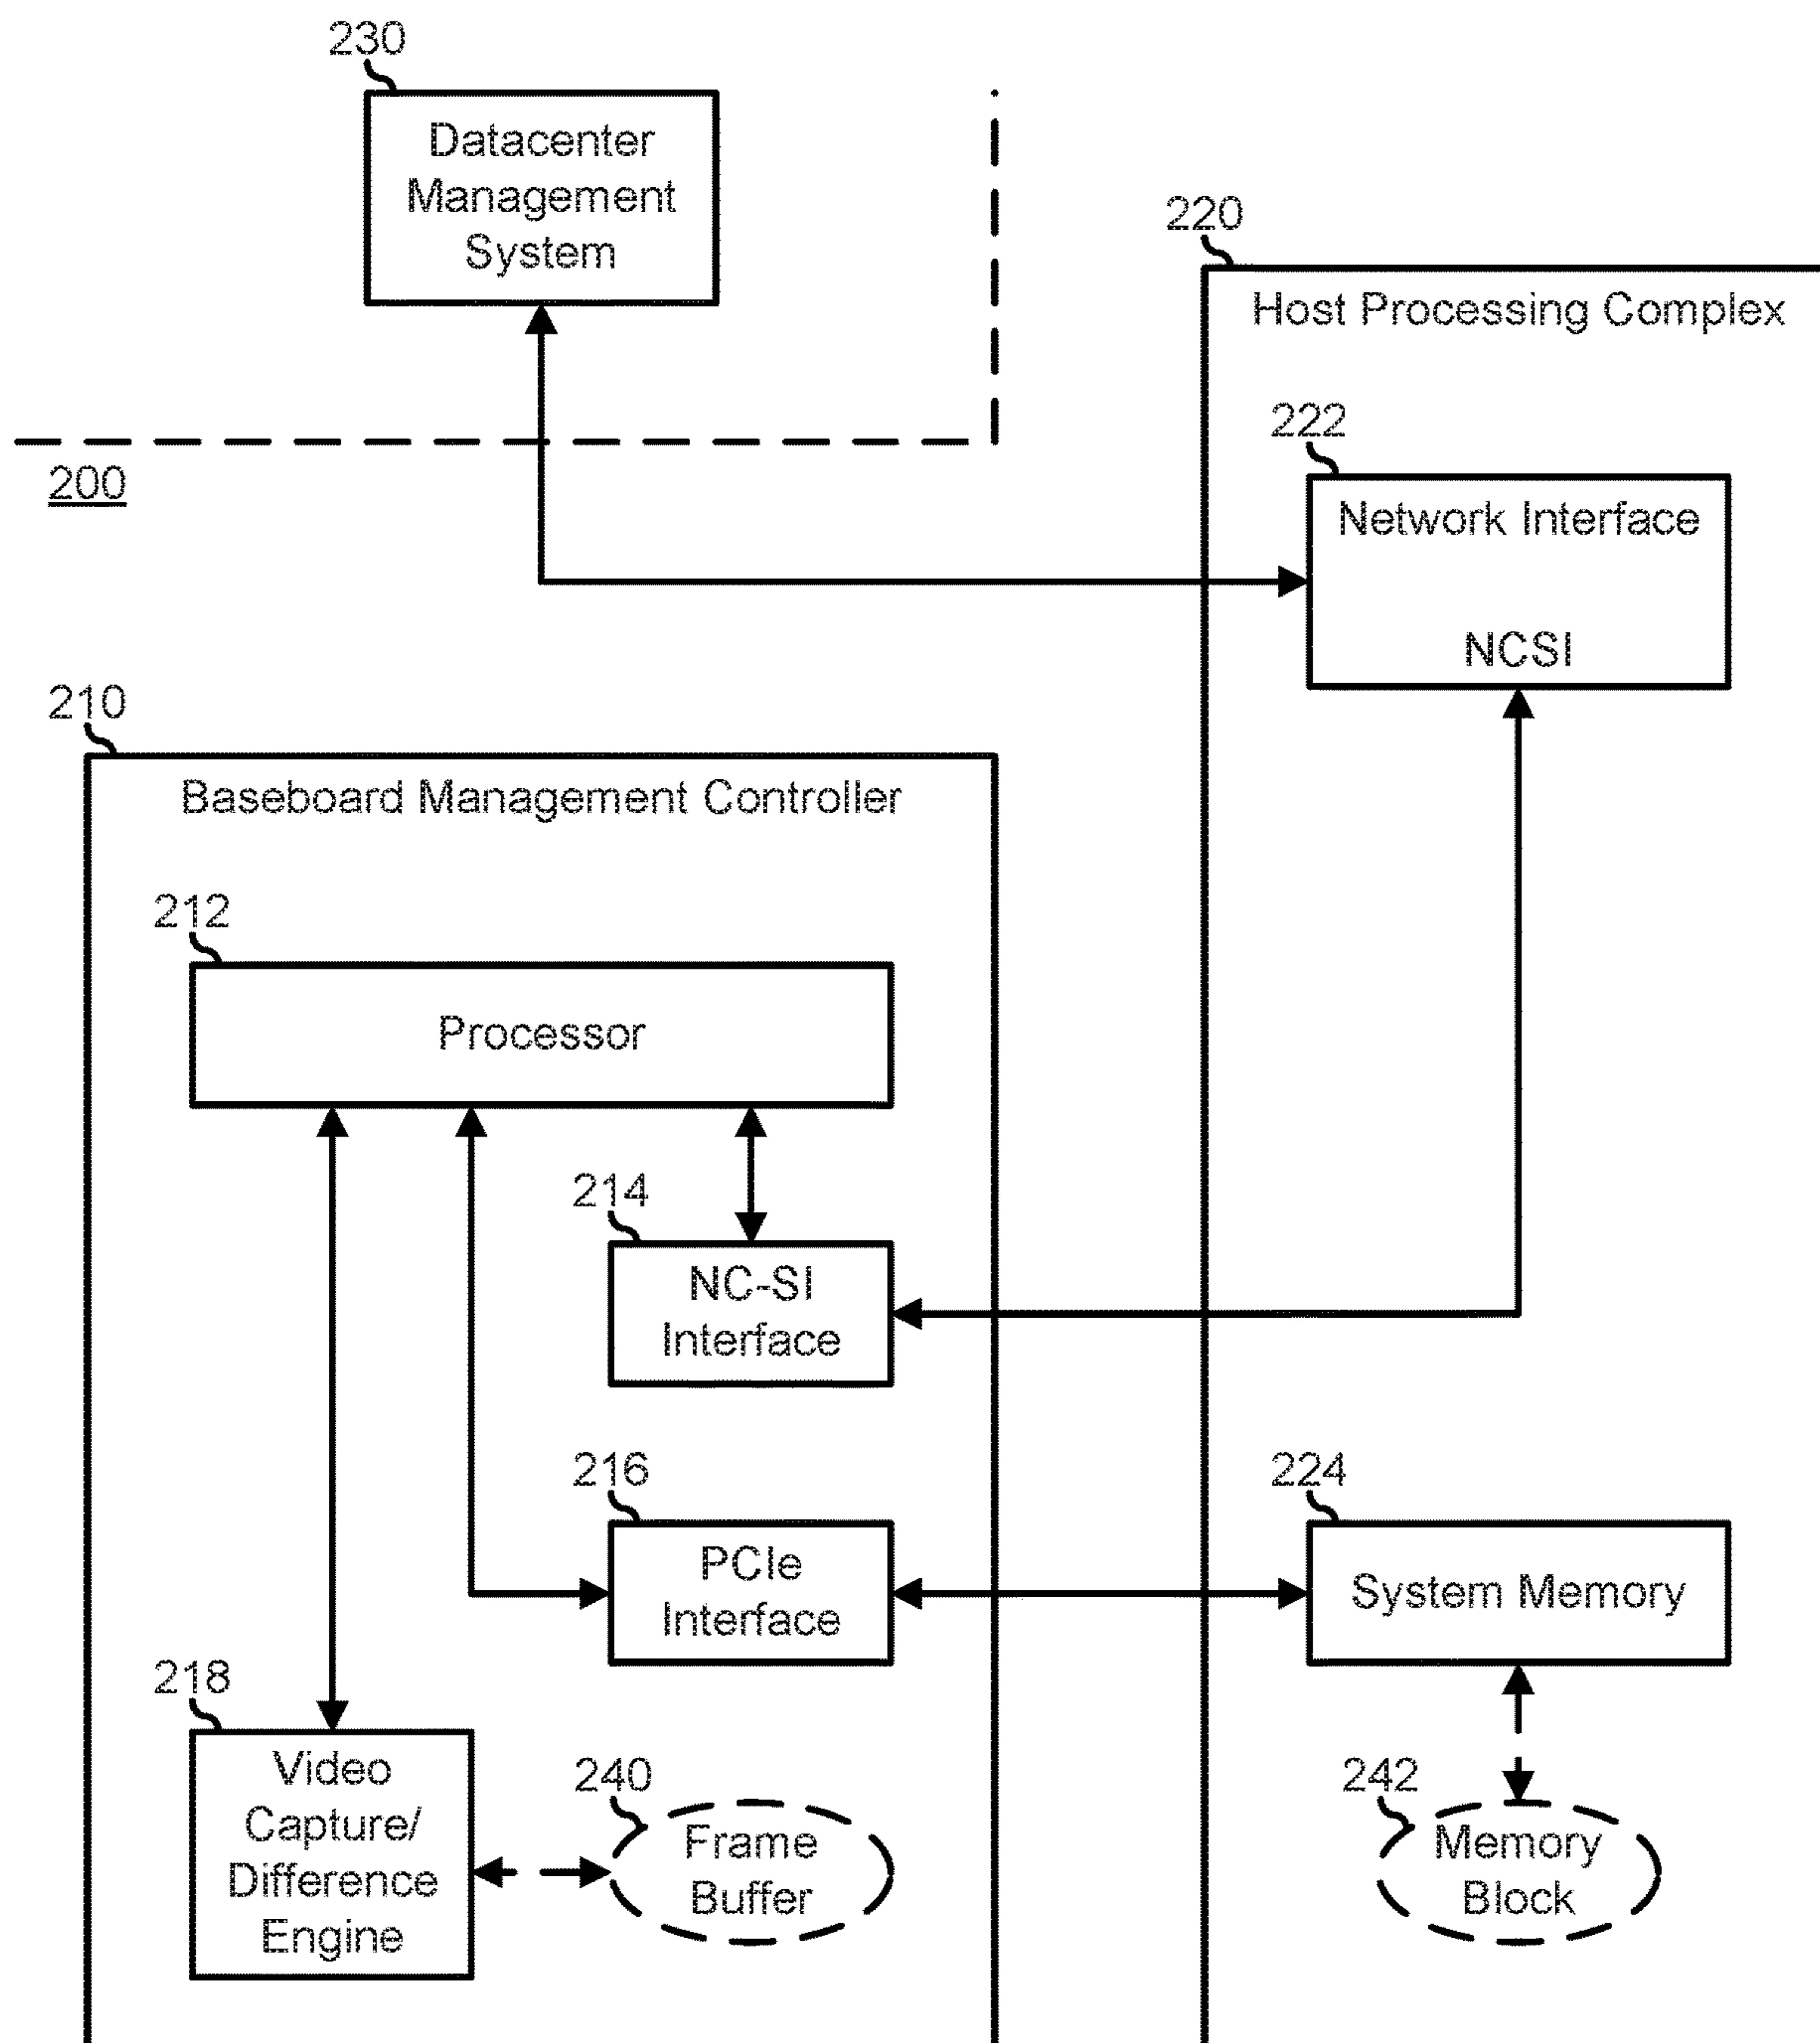 230
Datacenter
Management
System
220
Host Processing Complex
222
200
Network Interface
NCSI
210
Baseboard Management Controller
212
Processor
214
NC-SI
Interface
216
224
PCIe
Interface
System Memory
218
Video
Capture/
Difference
Engine
240
Frame
Buffer
242
Memory
Block